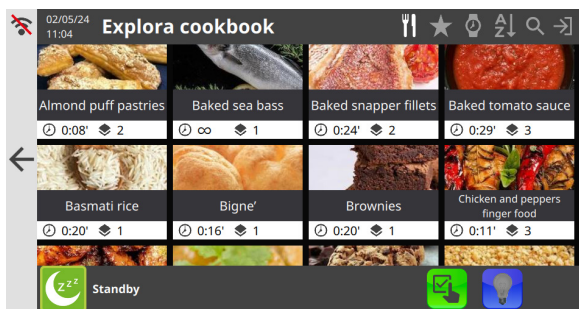 02/05/24
11:04
Explora cookbook
A
Z
Almond puff pastries
Baked sea bass
Baked snapper fillets
Baked tomato sauce
0:08' 2
∞ 1
0:24' 2
0:29' 3
Basmati rice
Bigne’
Brownies
Chicken and peppers
finger food
0:20' 1
0:16' 1
0:20' 1
0:11' 3
zzz
Standby